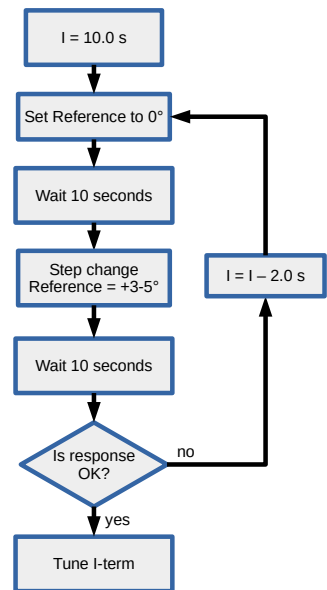 I = 10.0 s
Set Reference to 0°
Wait 10 seconds
Step change
Reference = +3-5°
I = I – 2.0 s
Wait 10 seconds
Is response
OK?
no
yes
Tune I-term